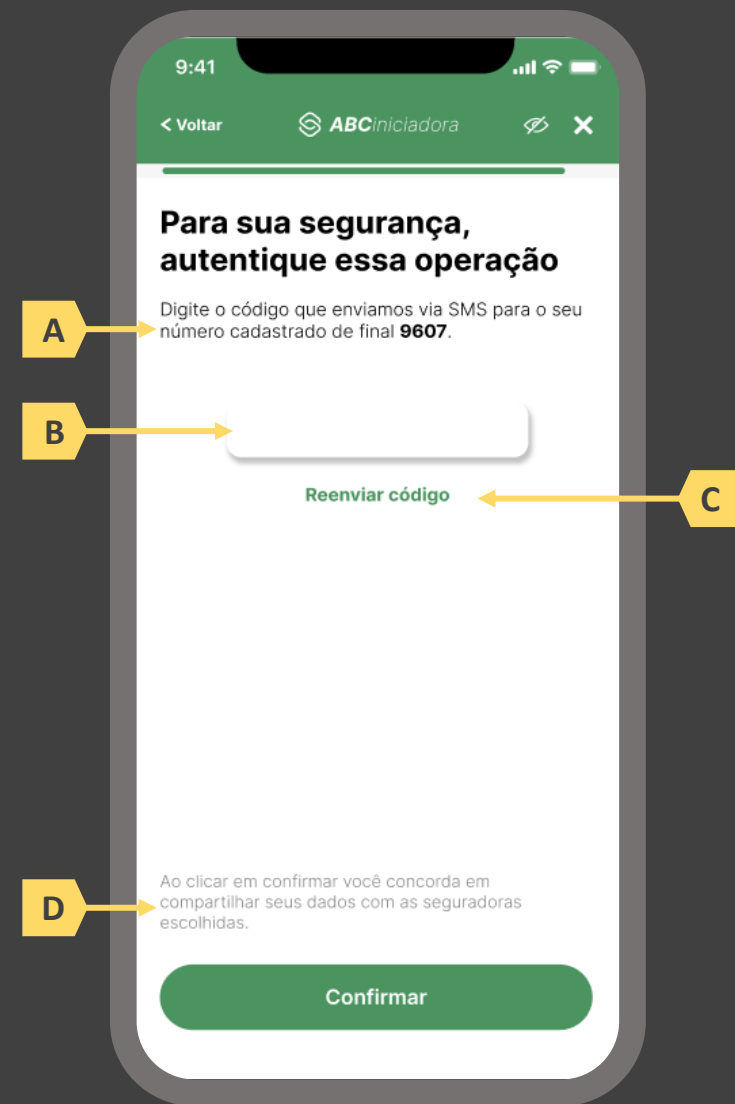 9:41
< Voltar ABCiniciadora
Para sua segurança,
autentique essa operação
A
Digite o código que enviamos via SMS para o seu
número cadastrado de final 9607.
B
Reenviar código
C
D
Ao clicar em confirmar você concorda em
compartilhar seus dados com as seguradoras
escolhidas.
Confirmar